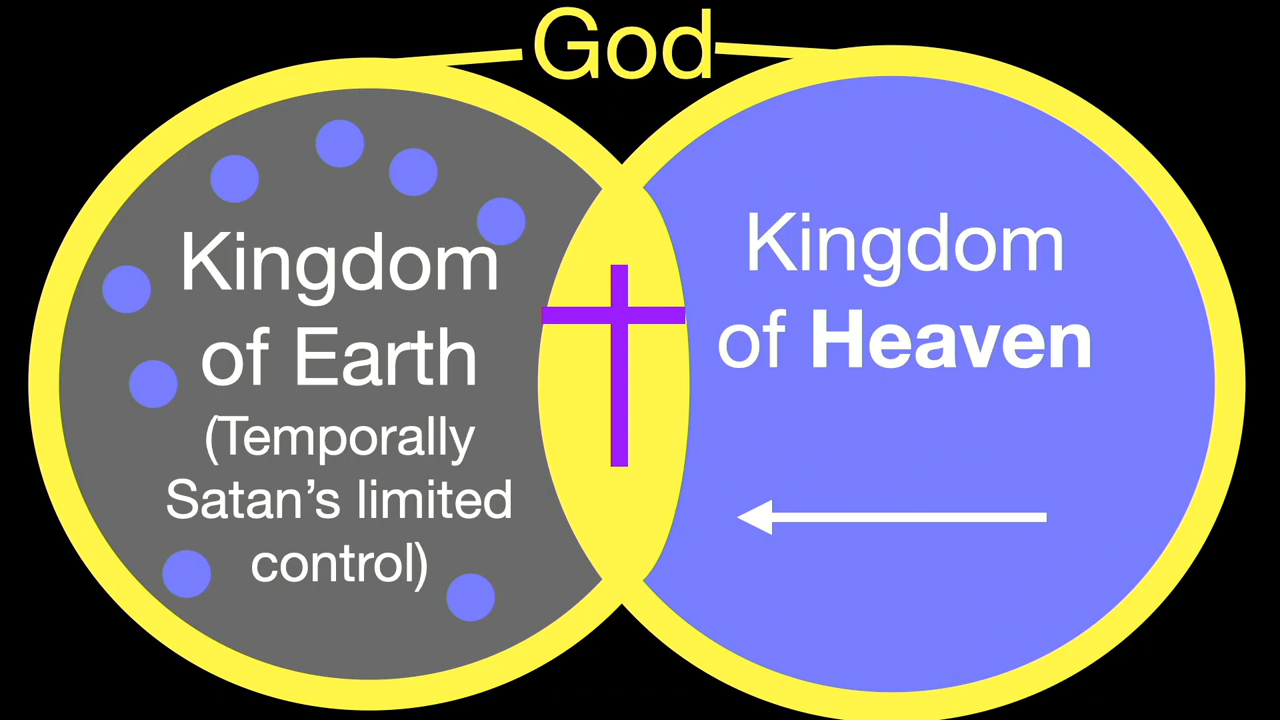 God
Kingdom
of Earth
(Temporally
Satan’s limited
control)
Kingdom
of Heaven